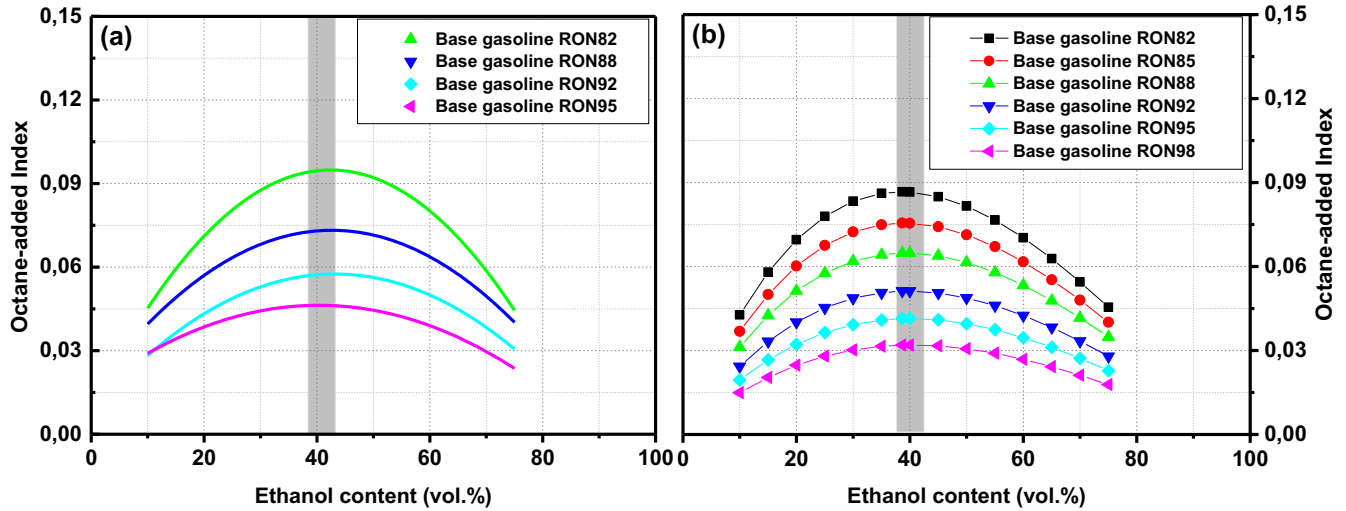 (a)
Base gasoline RON82
Base gasoline RON88
Base gasoline RON92
Base gasoline RON95
0,15
0,12
0,09
0,06
0,03
0,00
Octane-added Index
0 20 40 60 80 100
Ethanol content (vol.%)
(b)
Base gasoline RON82
Base gasoline RON85
Base gasoline RON88
Base gasoline RON92
Base gasoline RON95
Base gasoline RON98
0,15
0,12
0,09
0,06
0,03
0,00
Octane-added Index
0 20 40 60 80 100
Ethanol content (vol.%)